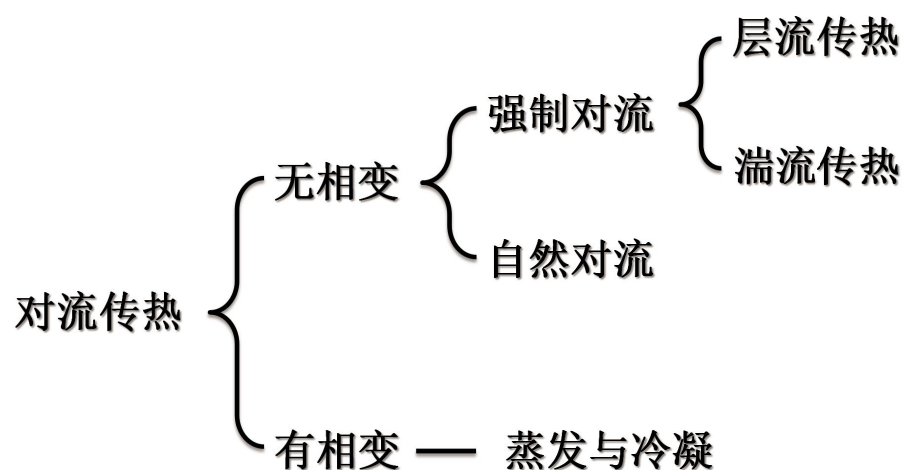 层流传热
强制对流
湍流传热
无相变
自然对流
对流传热
有相变 — 蒸发与冷凝